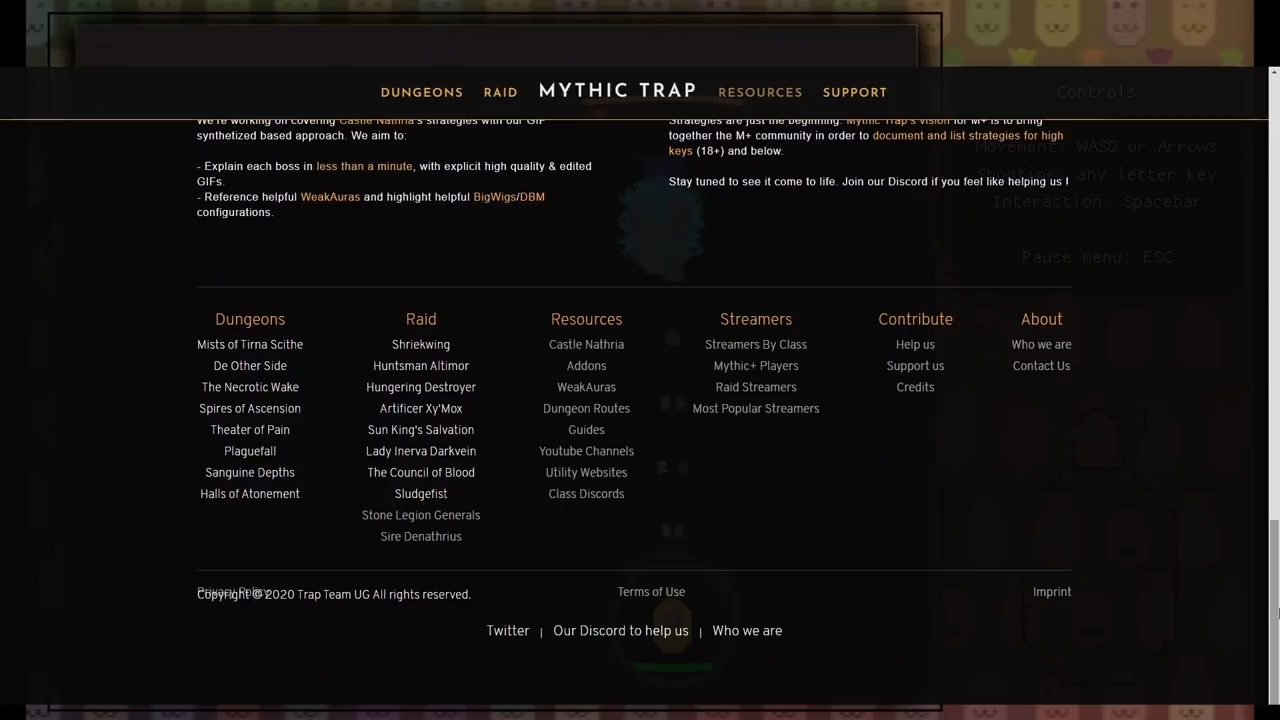 DUNGEONS RAID MYTHIC TRAP RESOURCES SUPPORT
Controls
We're working on covering Castle Nathria's strategies with our GIF
synthetized based approach. We aim to:
- Explain each boss in less than a minute, with explicit high quality & edited
GIFs.
- Reference helpful WeakAuras and highlight helpful BigWigs/DBM
configurations.
Strategies are just the beginning. Mythic Trap's vision for M+ is to bring
together the M+ community in order to document and list strategies for high
keys (18+) and below.
Stay tuned to see it come to life. Join our Discord if you feel like helping us !
Movement: WASD or Arrows
Shooting: any letter key
Interaction: Spacebar
Pause menu: ESC
Dungeons
Mists of Tirna Scithe
De Other Side
The Necrotic Wake
Spires of Ascension
Theater of Pain
Plaguefall
Sanguine Depths
Halls of Atonement
Raid
Shriekwing
Huntsman Altimor
Hungering Destroyer
Artificer Xy'Mox
Sun King's Salvation
Lady Inerva Darkvein
The Council of Blood
Sludgefist
Stone Legion Generals
Sire Denathrius
Resources
Castle Nathria
Addons
WeakAuras
Dungeon Routes
Guides
Youtube Channels
Utility Websites
Class Discords
Streamers
Streamers By Class
Mythic+ Players
Raid Streamers
Most Popular Streamers
Contribute
Help us
Support us
Credits
About
Who we are
Contact Us
Privacy Policy
Copyright © 2020 Trap Team UG All rights reserved.
Terms of Use
Imprint
Twitter | Our Discord to help us | Who we are